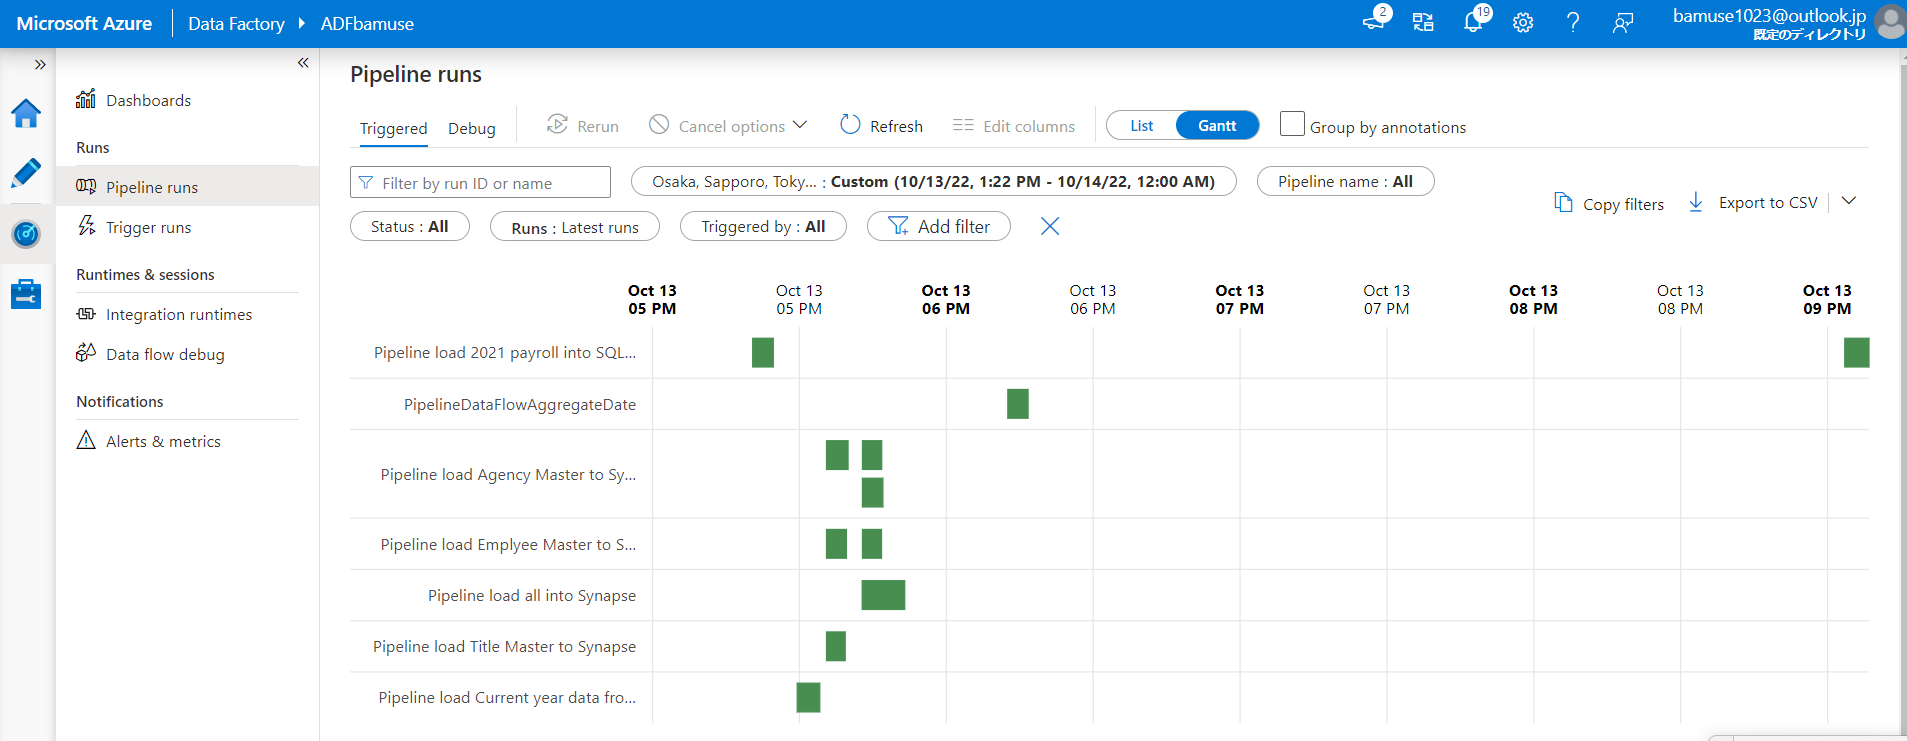 Microsoft Azure Data Factory ADFbamuse 2 19 bamuse1023@outlook.jp
既定のディレクトリ
Dashboards
Runs
Pipeline runs
Trigger runs
Runtimes & sessions
Integration runtimes
Data flow debug
Notifications
Alerts & metrics
Pipeline runs
Triggered Debug Rerun Cancel options Refresh Edit columns List Gantt Group by annotations
Filter by run ID or name Osaka, Sapporo, Toky... : Custom (10/13/22, 1:22 PM - 10/14/22, 12:00 AM) Pipeline name : All
Copy filters Export to CSV
Status : All Runs : Latest runs Triggered by : All Add filter
Oct 13 Oct 13 Oct 13 Oct 13 Oct 13 Oct 13 Oct 13 Oct 13 Oct 13
05 PM 05 PM 06 PM 06 PM 07 PM 07 PM 08 PM 08 PM 09 PM
Pipeline load 2021 payroll into SQL...
PipelineDataFlowAggregateDate
Pipeline load Agency Master to Sy...
Pipeline load Emplyee Master to S...
Pipeline load all into Synapse
Pipeline load Title Master to Synapse
Pipeline load Current year data fro...